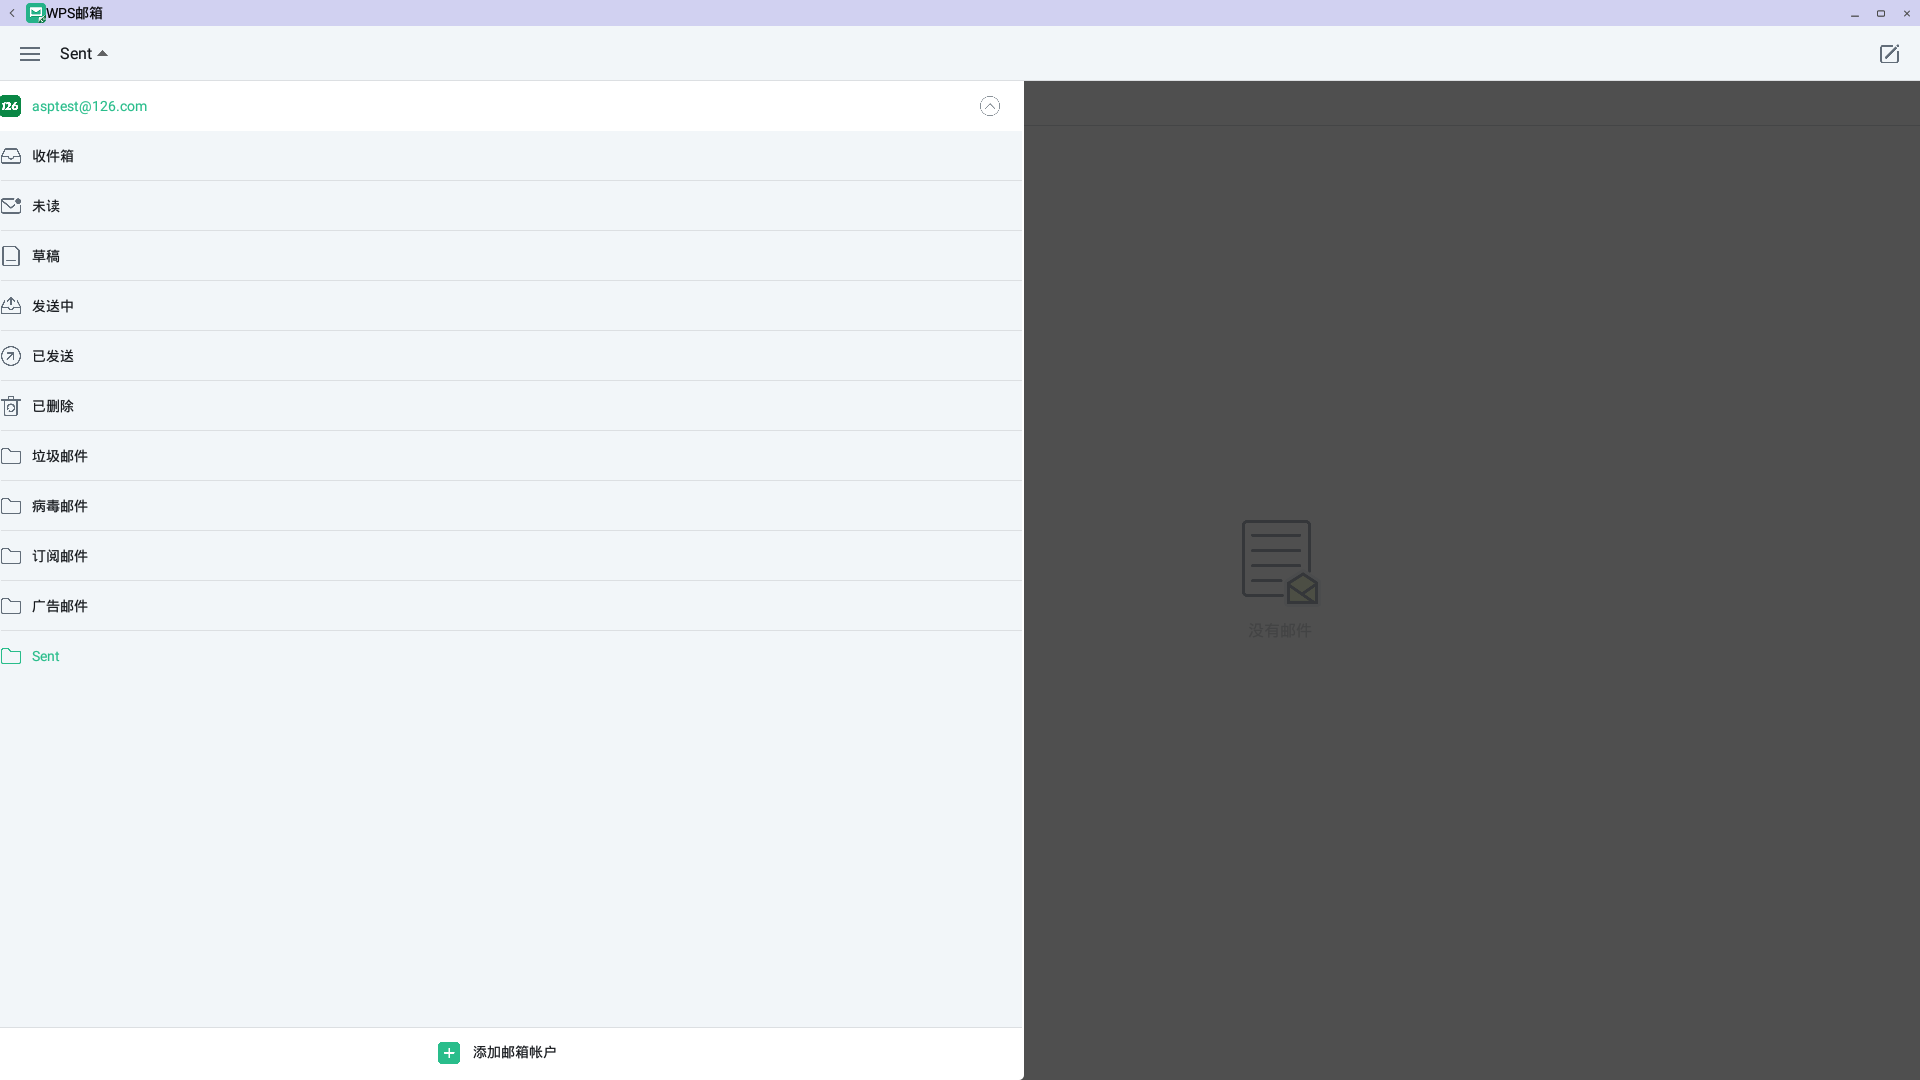 WPS邮箱
Sent
126 asptest@126.com
收件箱
未读
草稿
发送中
已发送
已删除
垃圾邮件
病毒邮件
订阅邮件
广告邮件
Sent
没有邮件
添加邮箱帐户